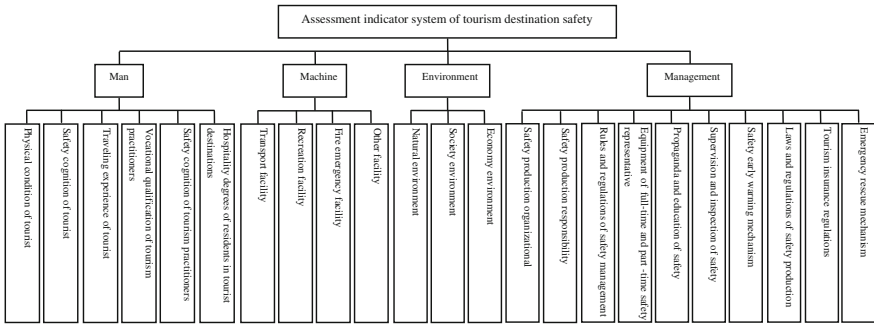 Assessment indicator system of tourism destination safety
Man
Machine
Environment
Management
Physical condition of tourist
Safety cognition of tourist
Traveling experience of tourist
Vocational qualification of tourism
practitioners
Safety cognition of tourism
practitioners
Hospitality degrees of residents in tourist
destinations
Transport facility
Recreation facility
Fire emergency facility
Other facility
Natural environment
Society environment
Economy environment
Safety production organizational
Safety production responsibility
Rules and regulations of safety management
Equipment of full-time and part -time safety
representative
Propaganda and education of safety
Supervision and inspection of safety
Safety early warning mechanism
Laws and regulations of safety production
Tourism insurance regulations
Emergency rescue mechanism